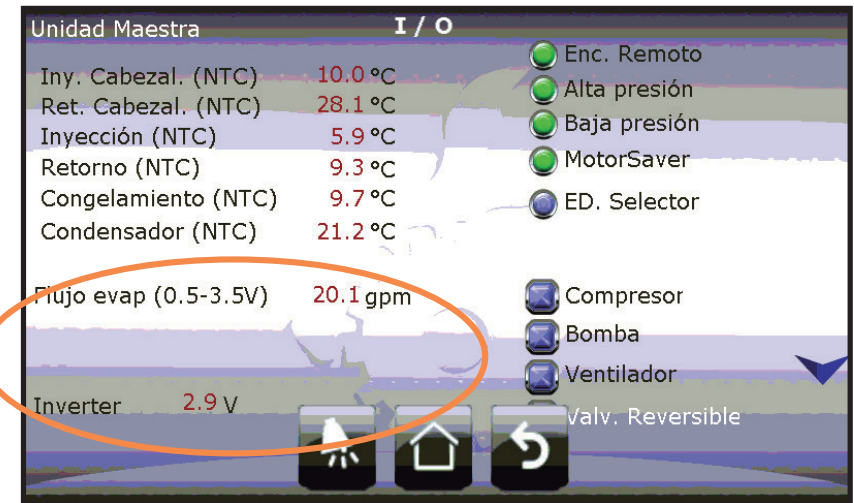 Unidad Maestra
I / O
Iny. Cabezal. (NTC) 10.0 °C
Ret. Cabezal. (NTC) 28.1 °C
Inyección (NTC) 5.9 °C
Retorno (NTC) 9.3 °C
Congelamiento (NTC) 9.7 °C
Condensador (NTC) 21.2 °C
Flujo evap (0.5-3.5V) 20.1 gpm
Inverter 2.9 V
Enc. Remoto
Alta presión
Baja presión
MotorSaver
ED. Selector
Compresor
Bomba
Ventilador
Valv. Reversible